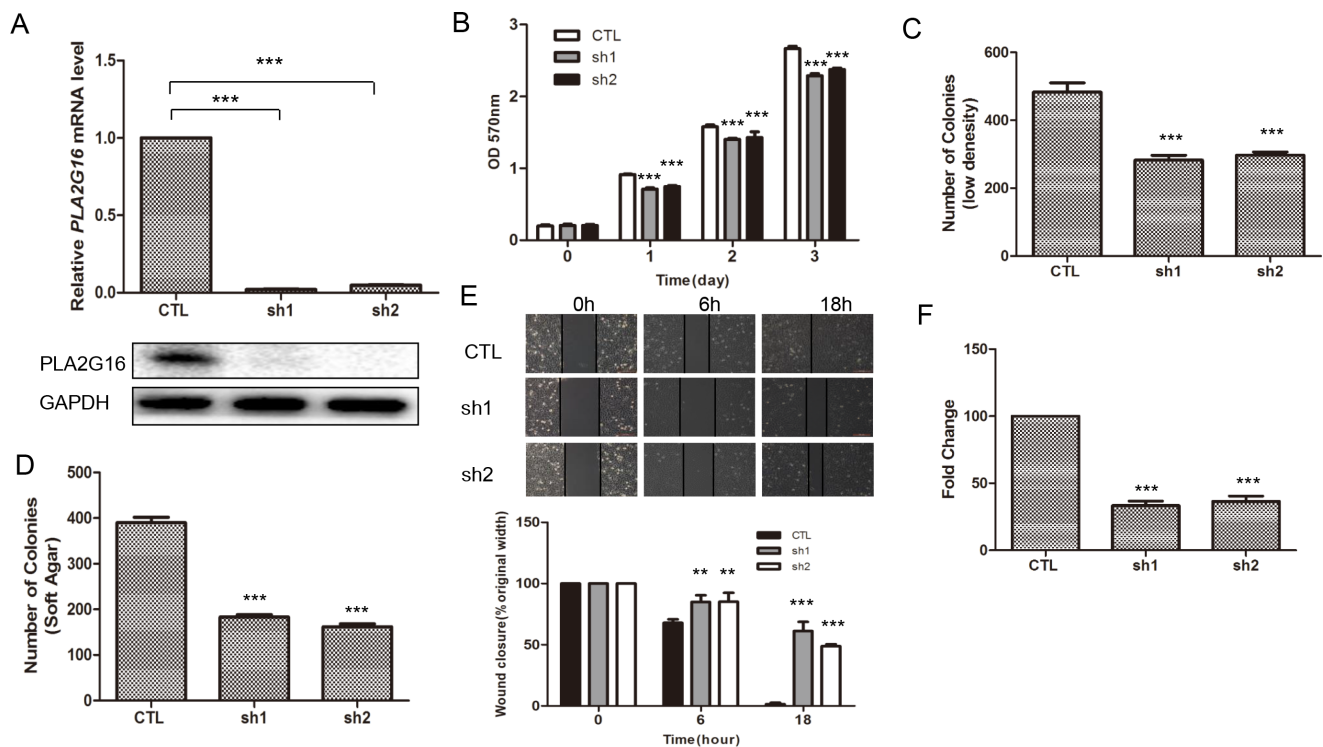 A
Relative PLA2G16 mRNA level
1.5
1.0
0.5
0.0
***
***
CTL
sh1
sh2
PLA2G16
GAPDH
B
OD 570nm
3
2
1
0
CTL
sh1
sh2
***
***
***
***
***
***
0
1
2
3
Time(day)
C
Number of Colonies
(low denesity)
600
400
200
0
***
***
CTL
sh1
sh2
D
Number of Colonies
(Soft Agar)
500
400
300
200
100
0
***
***
CTL
sh1
sh2
E
0h
6h
18h
CTL
sh1
sh2
Wound closure(% original width)
150
100
50
0
CTL
sh1
sh2
**
**
***
***
0
6
18
Time(hour)
F
Fold Change
150
100
50
0
***
***
CTL
sh1
sh2